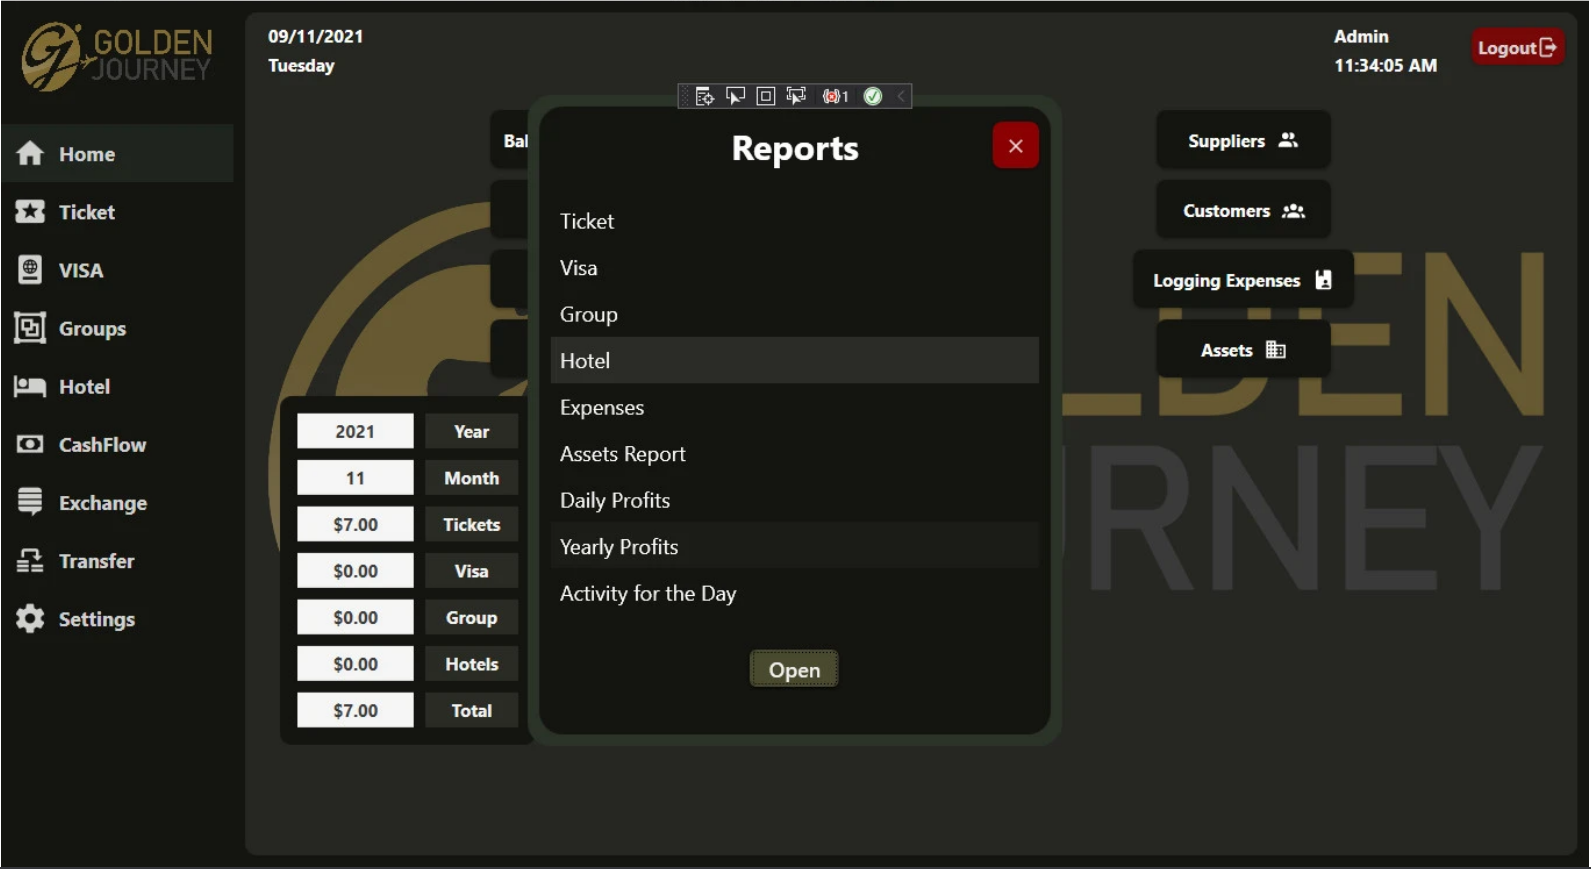 GOLDEN
JOURNEY
09/11/2021
Tuesday
Admin
11:34:05 AM
Logout
Home
Ticket
VISA
Groups
Hotel
CashFlow
Exchange
Transfer
Settings
1
Reports
Ticket
Visa
Group
Hotel
Expenses
Assets Report
Daily Profits
Yearly Profits
Activity for the Day
Open
Suppliers
Customers
Logging Expenses
Assets
2021 Year
11 Month
$7.00 Tickets
$0.00 Visa
$0.00 Group
$0.00 Hotels
$7.00 Total